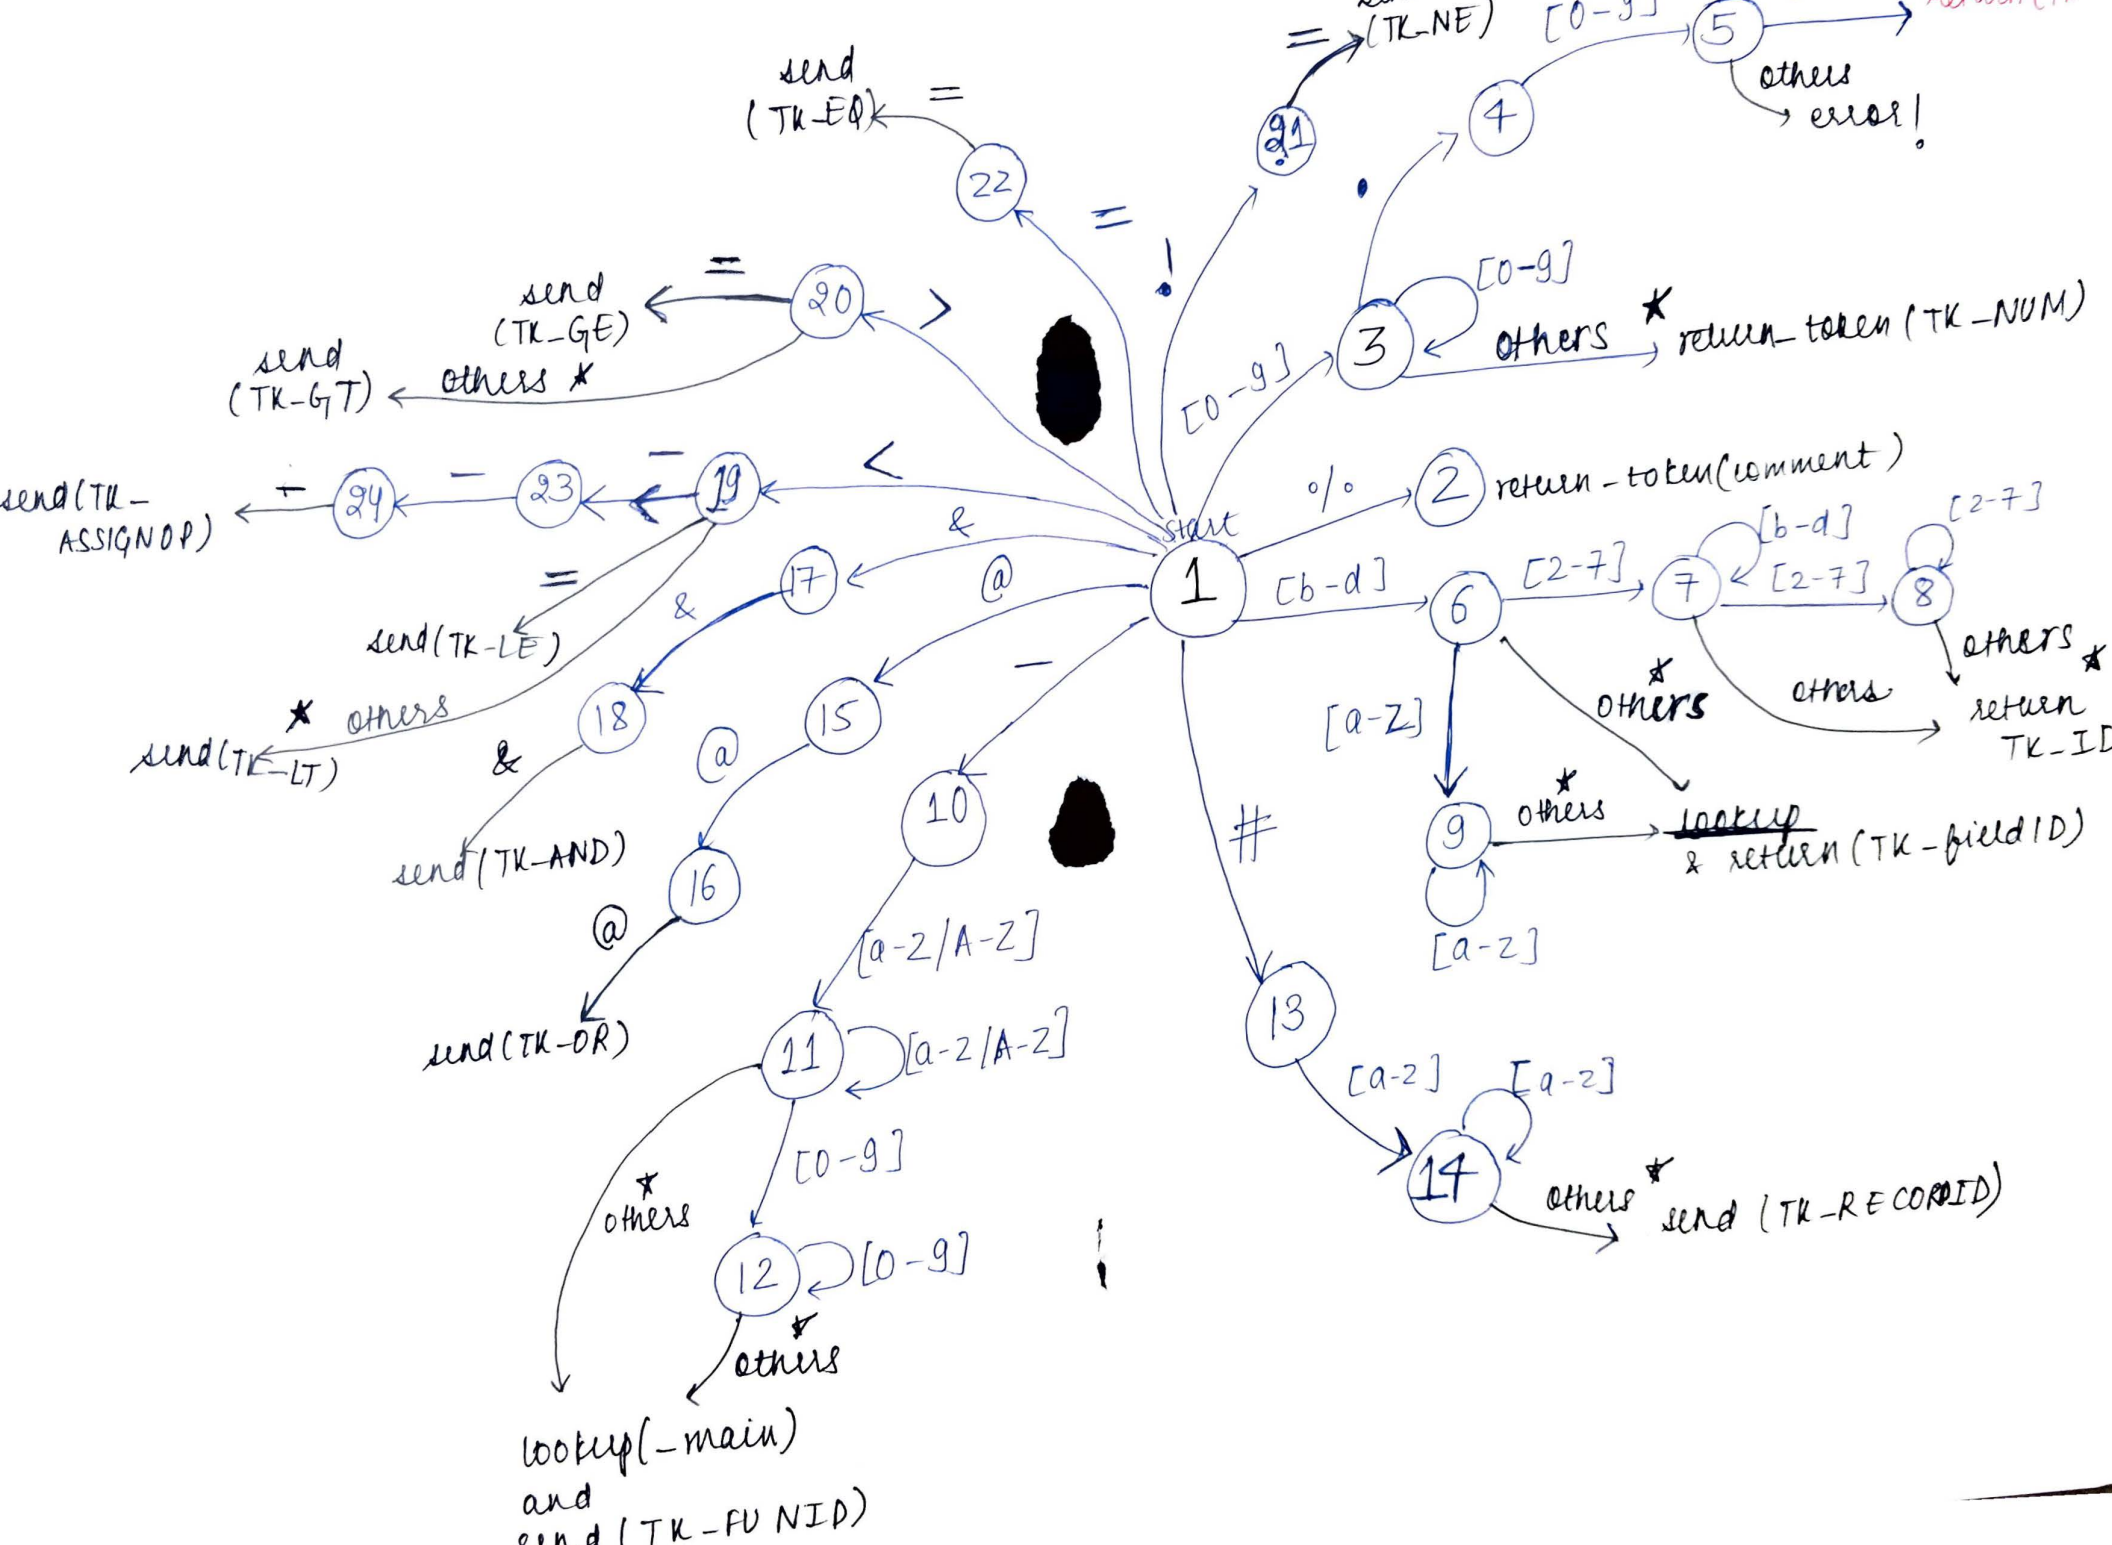 (TK_NE)
[0-9]
5
others
error!
send
(TK_EQ)
=
=
21
4
.
22
=
!
send
(TK_GE)
=
20
>
[0-9]
3
others *
return_token (TK_NUM)
[0-9]
send
(TK_GT)
others *
send(TK_
ASSIGNOP)
+
24
-
23
-
19
<
start
1
%
2
return_token(comment)
&
17
@
[b-d]
6
[2-7]
7
[b-d]
[2-7]
8
[2-7]
others *
return
TK_ID
others
=
send(TK_LE)
&
* others
send(TK_LT)
18
&
send(TK_AND)
15
@
16
@
send(TK_OR)
_
10
[a-z/A-Z]
11
[a-z/A-Z]
[0-9]
12
[0-9]
*
others
*
others
lookup(_main)
and
send(TK_FUNID)
[a-z]
*
others
9
*
others
lookup
& return(TK_fieldID)
[a-z]
#
13
[a-z]
14
[a-z]
others *
send (TK_RECORDID)